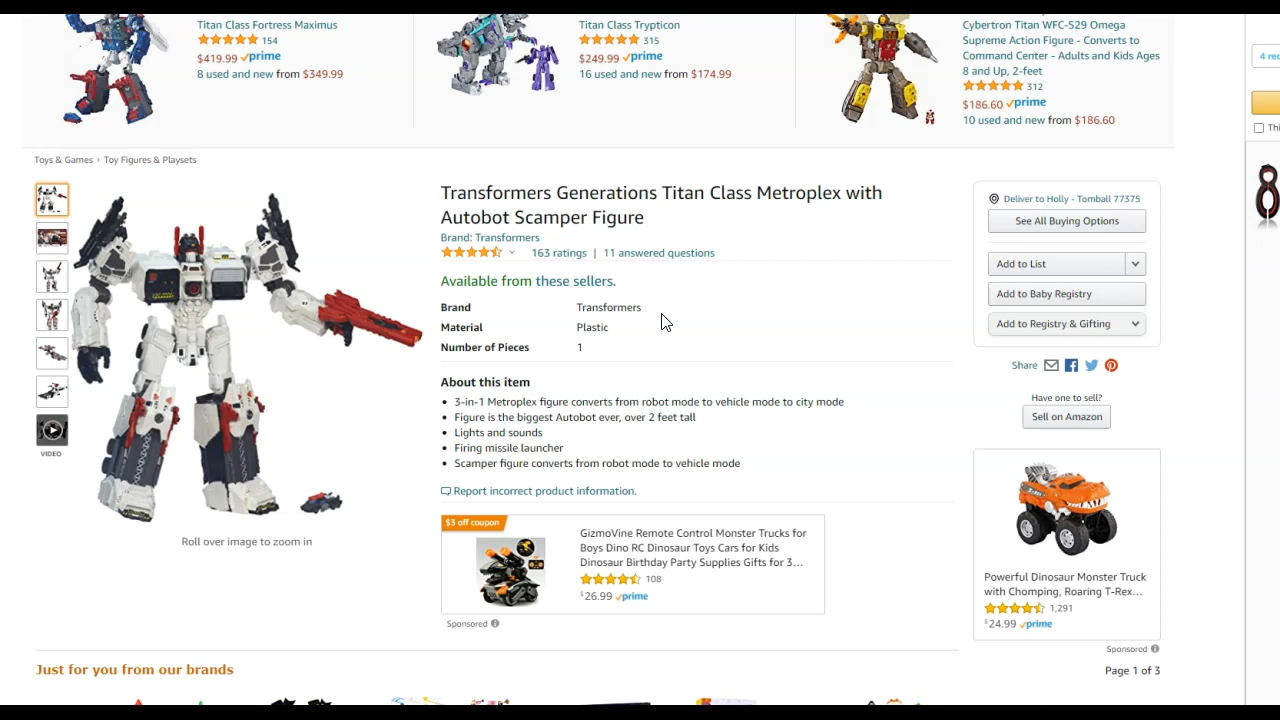 Titan Class Fortress Maximus
154
$419.99 prime
8 used and new from $349.99
Titan Class Trypticon
315
$249.99 prime
16 used and new from $174.99
Cybertron Titan WFC-S29 Omega
Supreme Action Figure - Converts to
Command Center - Adults and Kids Ages
8 and Up, 2-feet
312
$186.60 prime
10 used and new from $186.60
Toys & Games › Toy Figures & Playsets
Transformers Generations Titan Class Metroplex with
Autobot Scamper Figure
Brand: Transformers
163 ratings | 11 answered questions
Available from these sellers.
Brand Transformers
Material Plastic
Number of Pieces 1
About this item
• 3-in-1 Metroplex figure converts from robot mode to vehicle mode to city mode
• Figure is the biggest Autobot ever, over 2 feet tall
• Lights and sounds
• Firing missile launcher
• Scamper figure converts from robot mode to vehicle mode
Report incorrect product information.
VIDEO
Roll over image to zoom in
$3 off coupon
GizmoVine Remote Control Monster Trucks for
Boys Dino RC Dinosaur Toys Cars for Kids
Dinosaur Birthday Party Supplies Gifts for 3...
108
$26.99 prime
Sponsored
Deliver to Holly - Tomball 77375
See All Buying Options
Add to List
Add to Baby Registry
Add to Registry & Gifting
Share
Have one to sell?
Sell on Amazon
Powerful Dinosaur Monster Truck
with Chomping, Roaring T-Rex...
1,291
$24.99 prime
Sponsored
Just for you from our brands
Page 1 of 3